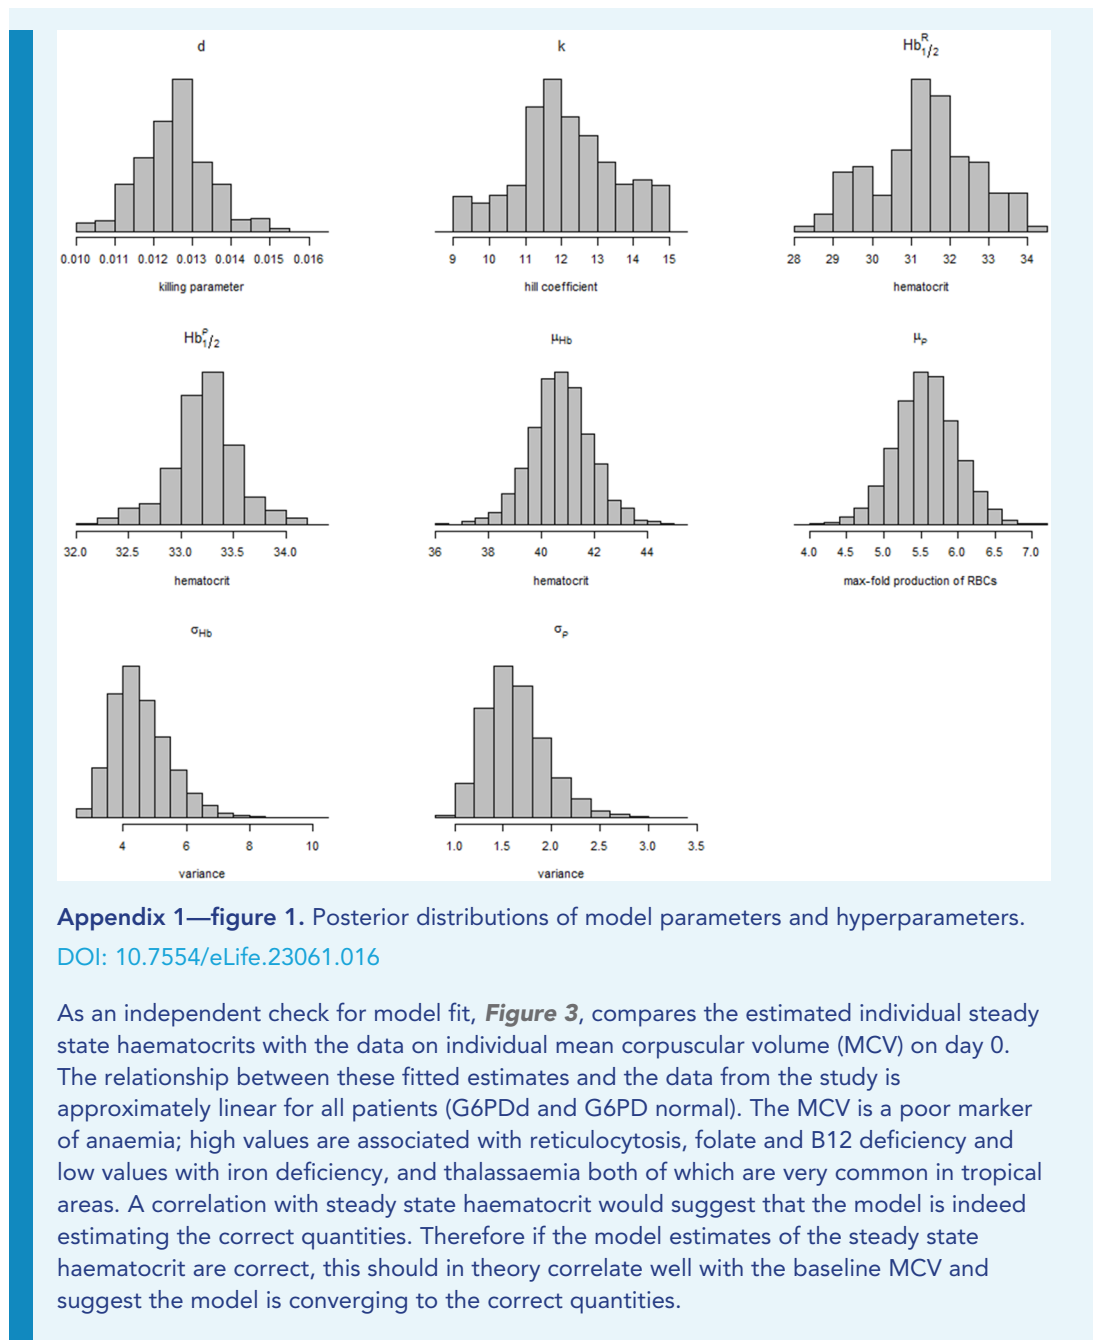 d
k
Hb^R_1/2
0.010 0.011 0.012 0.013 0.014 0.015 0.016
9 10 11 12 13 14 15
28 29 30 31 32 33 34
killing parameter
hill coefficient
hematocrit
Hb^ρ_1/2
μHb
μρ
32.0 32.5 33.0 33.5 34.0
36 38 40 42 44
4.0 4.5 5.0 5.5 6.0 6.5 7.0
hematocrit
hematocrit
max-fold production of RBCs
σHb
σρ
4 6 8 10
1.0 1.5 2.0 2.5 3.0 3.5
variance
variance
Appendix 1—figure 1. Posterior distributions of model parameters and hyperparameters.
DOI: 10.7554/eLife.23061.016
As an independent check for model fit, Figure 3, compares the estimated individual steady
state haematocrits with the data on individual mean corpuscular volume (MCV) on day 0.
The relationship between these fitted estimates and the data from the study is
approximately linear for all patients (G6PDd and G6PD normal). The MCV is a poor marker
of anaemia; high values are associated with reticulocytosis, folate and B12 deficiency and
low values with iron deficiency, and thalassaemia both of which are very common in tropical
areas. A correlation with steady state haematocrit would suggest that the model is indeed
estimating the correct quantities. Therefore if the model estimates of the steady state
haematocrit are correct, this should in theory correlate well with the baseline MCV and
suggest the model is converging to the correct quantities.